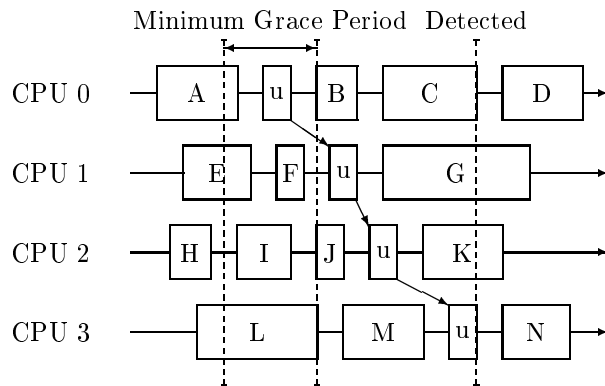 Minimum Grace Period Detected
CPU 0 A u B C D
CPU 1 E F u G
CPU 2 H I J u K
CPU 3 L M u N